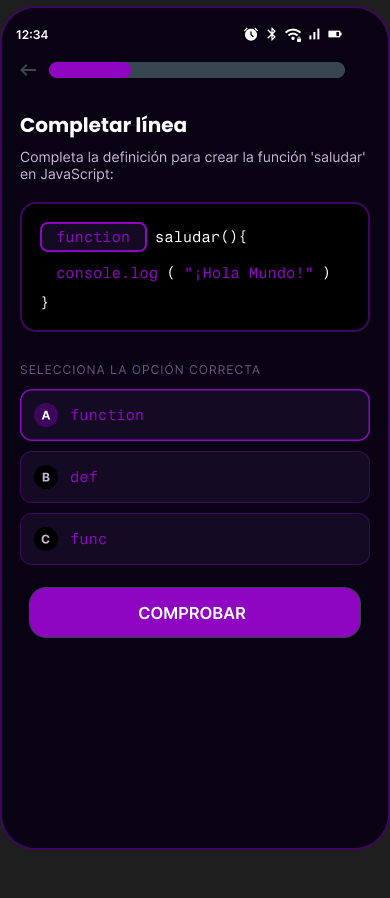 12:34
Completar línea
Completa la definición para crear la función 'saludar'
en JavaScript:
function saludar(){
console.log ( "¡Hola Mundo!" )
}
SELECCIONA LA OPCIÓN CORRECTA
A function
B def
C func
COMPROBAR